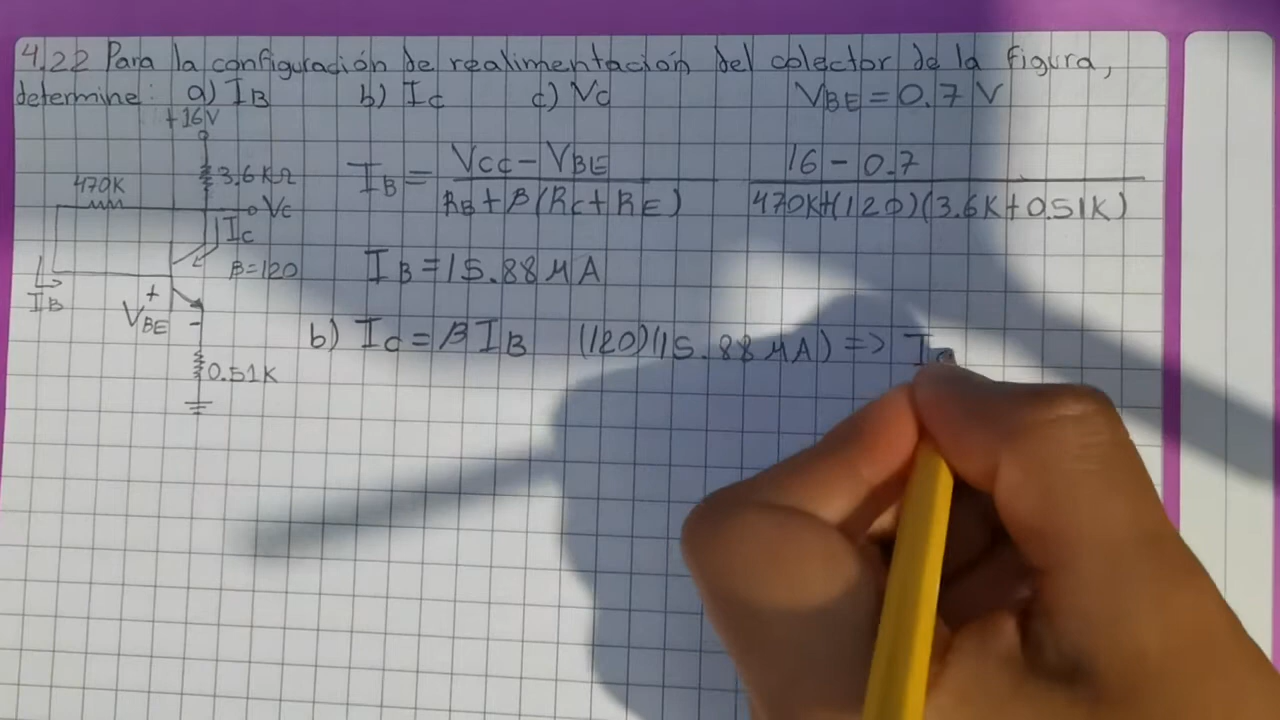 4.22 Para la configuración de realimentación del colector de la figura,
determine: a) IB b) Ic c) Vc VBE = 0.7 V
+16V
3.6KΩ
470K
Vc
Ic
β=120
IB
+
VBE
-
0.51K
IB = Vcc - VBE / RB + β(Rc + RE)
16 - 0.7 / 470K+(120)(3.6K+0.51K)
IB = 15.88 μA
b) Ic = β IB (120)(15.88 μA) => Ic